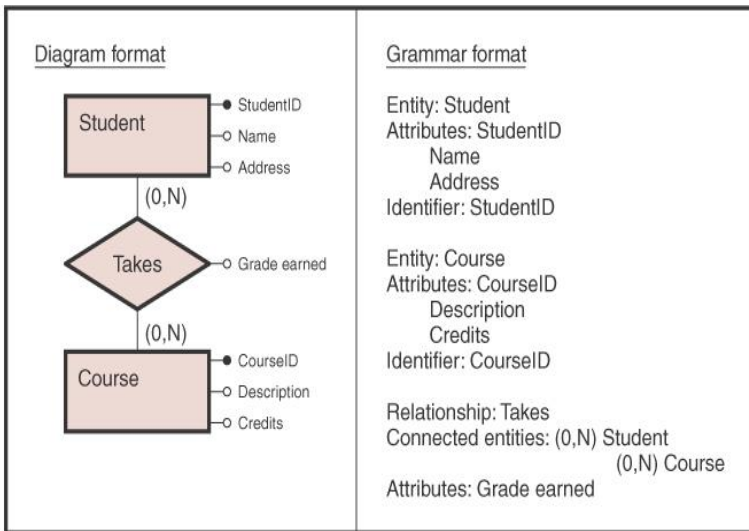 Diagram format
Student
StudentID
Name
Address
(0,N)
Takes
Grade earned
(0,N)
Course
CourseID
Description
Credits
Grammar format
Entity: Student
Attributes: StudentID
Name
Address
Identifier: StudentID
Entity: Course
Attributes: CourseID
Description
Credits
Identifier: CourseID
Relationship: Takes
Connected entities: (0,N) Student
(0,N) Course
Attributes: Grade earned